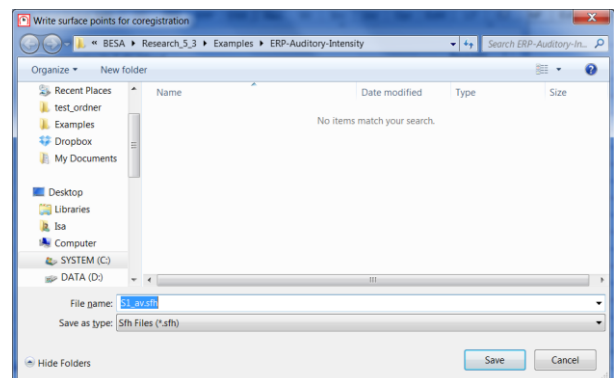 Write surface points for coregistration
« BESA ▸ Research_5_3 ▸ Examples ▸ ERP-Auditory-Intensity
Search ERP-Auditory-In...
Organize New folder
Name Date modified Type Size
No items match your search.
Recent Places
test_ordner
Examples
Dropbox
My Documents
Desktop
Libraries
Isa
Computer
SYSTEM (C:)
DATA (D:)
File name: S1_av.sfh
Save as type: Sfh Files (*.sfh)
Hide Folders
Save Cancel